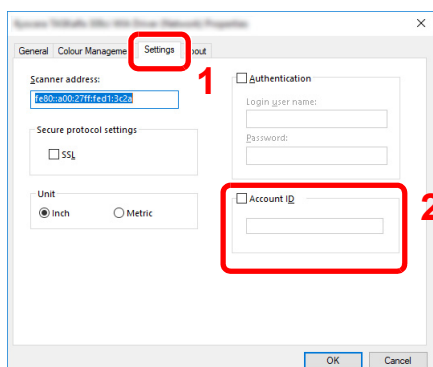 General Colour Manageme Settings out
1
Scanner address:
fe80::a00:27ff:fed1:3c2a
Secure protocol settings
SSL
Unit
Inch Metric
Authentication
Login user name:
Password:
Account ID
2
OK Cancel